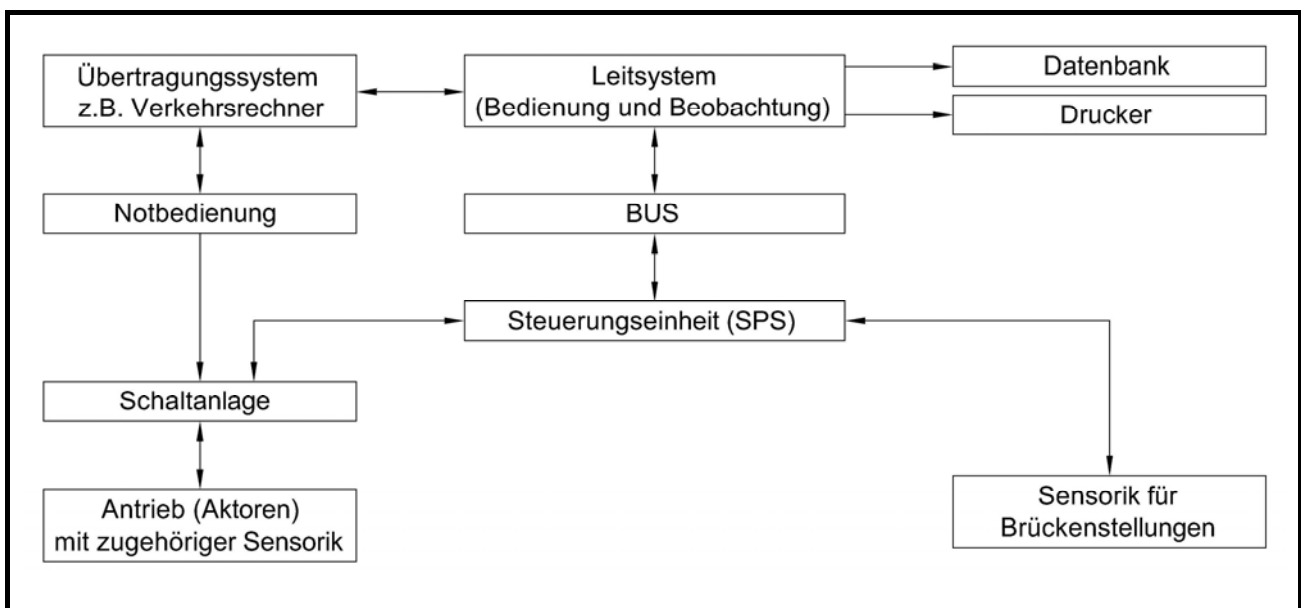 Übertragungssystem
z.B. Verkehrsrechner
Leitsystem
(Bedienung und Beobachtung)
Datenbank
Drucker
Notbedienung
BUS
Steuerungseinheit (SPS)
Schaltanlage
Antrieb (Aktoren)
mit zugehöriger Sensorik
Sensorik für
Brückenstellungen